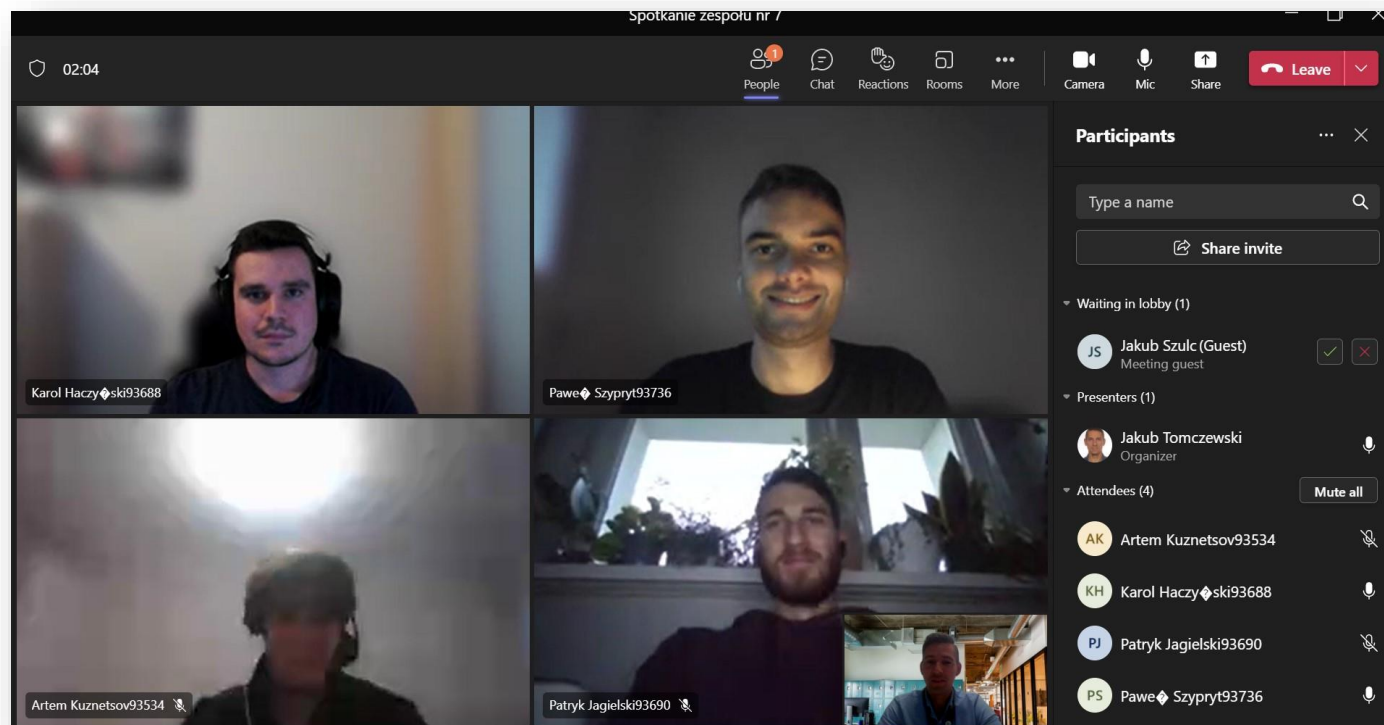 Spotkanie zespołu nr 7
02:04
1
People
Chat
Reactions
Rooms
More
Camera
Mic
Share
Leave
Karol Haczy�ski93688
Pawe� Szypryt93736
Artem Kuznetsov93534
Patryk Jagielski93690
Participants
Type a name
Share invite
Waiting in lobby (1)
JS
Jakub Szulc (Guest)
Meeting guest
Presenters (1)
Jakub Tomczewski
Organizer
Attendees (4)
Mute all
AK
Artem Kuznetsov93534
KH
Karol Haczy�ski93688
PJ
Patryk Jagielski93690
PS
Pawe� Szypryt93736